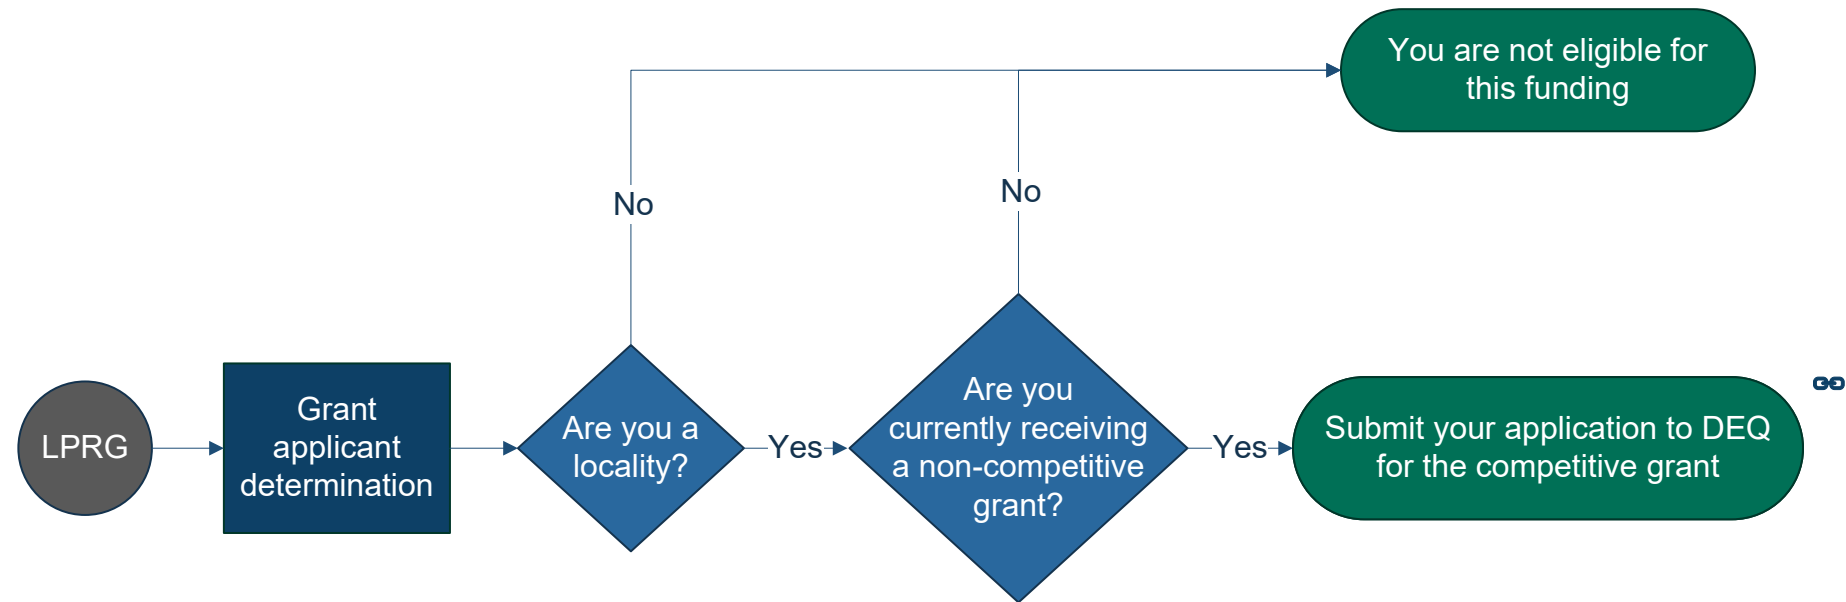 You are not eligible for
this funding
No
No
LPRG
Grant
applicant
determination
Are you a
locality?
Yes
Are you
currently receiving
a non-competitive
grant?
Yes
Submit your application to DEQ
for the competitive grant